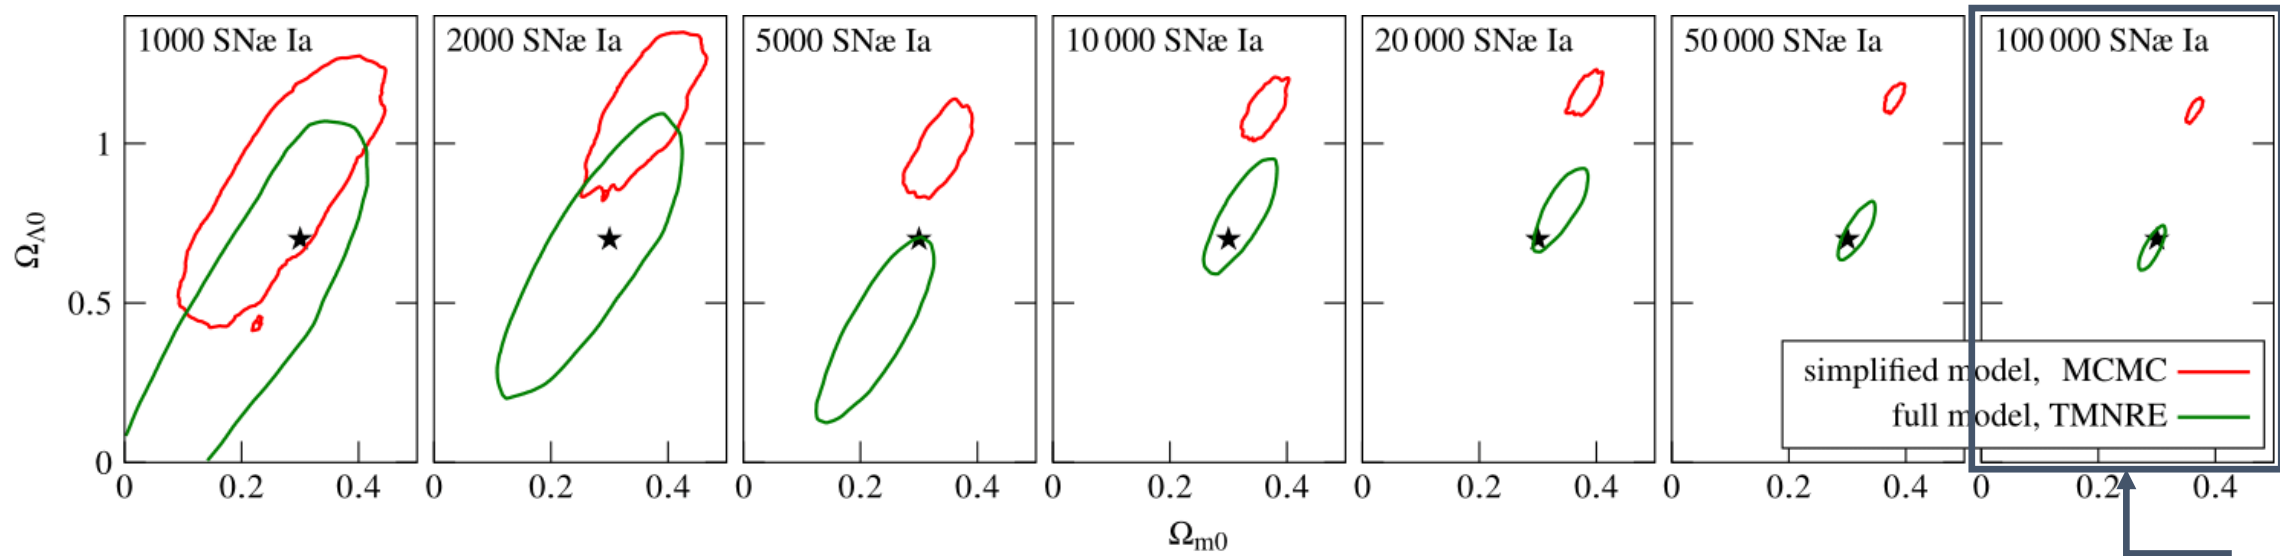 1000 SNæ Ia
2000 SNæ Ia
5000 SNæ Ia
10 000 SNæ Ia
20 000 SNæ Ia
50 000 SNæ Ia
100 000 SNæ Ia
1
0.5
0
Ω_Λ0
simplified model, MCMC
full model, TMNRE
0 0.2 0.4
0 0.2 0.4
0 0.2 0.4
0 0.2 0.4
0 0.2 0.4
0 0.2 0.4
0 0.2 0.4
Ω_m0